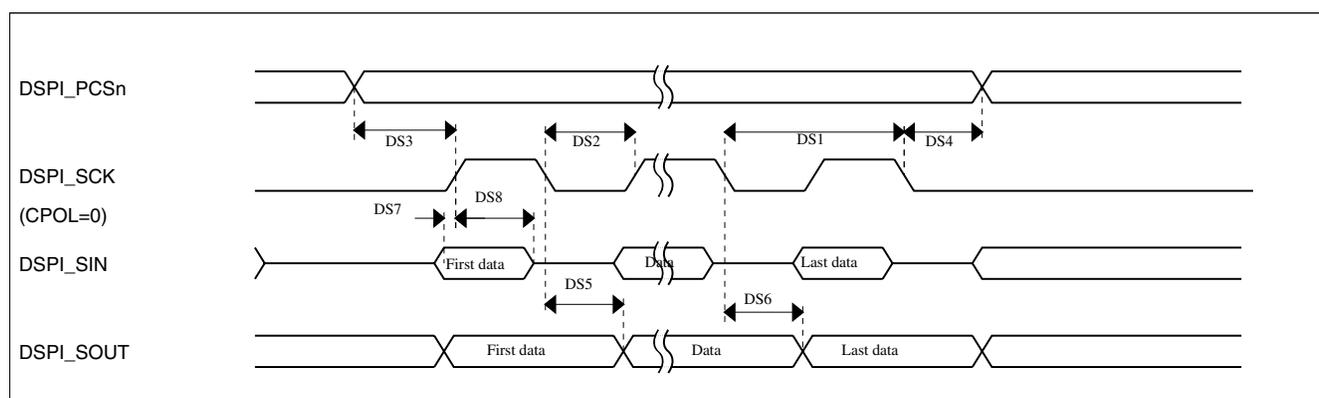 DSPI_PCSn
DS3
DS2
DS1
DS4
DSPI_SCK
(CPOL=0)
DS7
DS8
DSPI_SIN
First data
Data
Last data
DS5
DS6
DSPI_SOUT
First data
Data
Last data